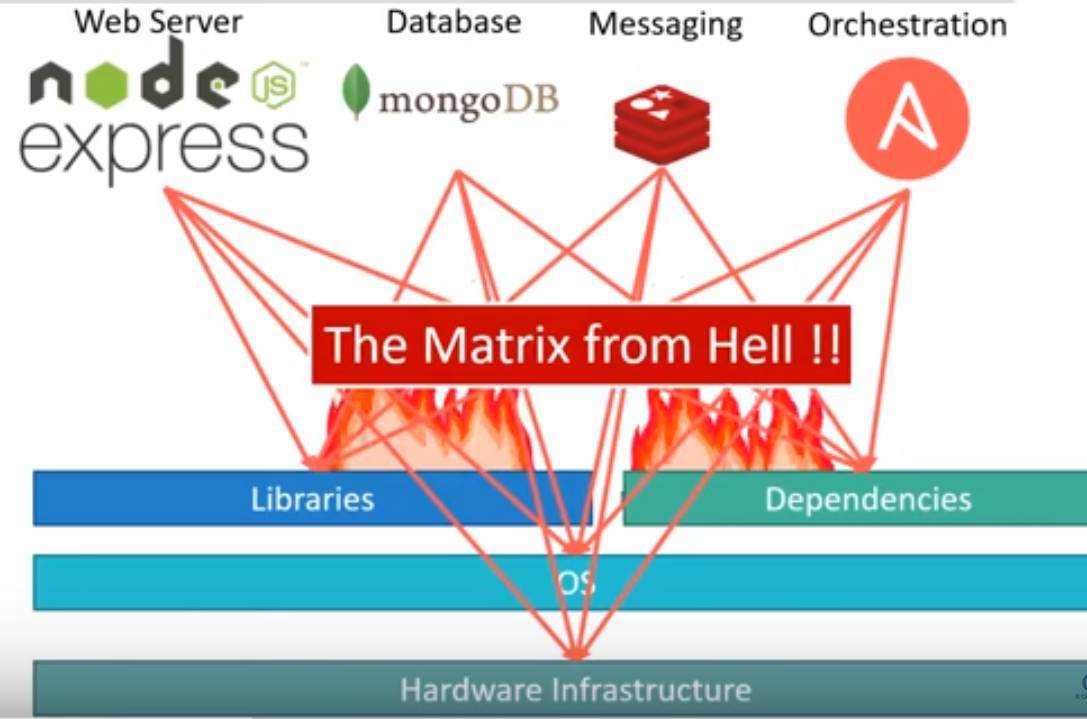 Web Server
Database
Messaging
Orchestration
node
JS
express
mongoDB
The Matrix from Hell !!
Libraries
Dependencies
OS
Hardware Infrastructure